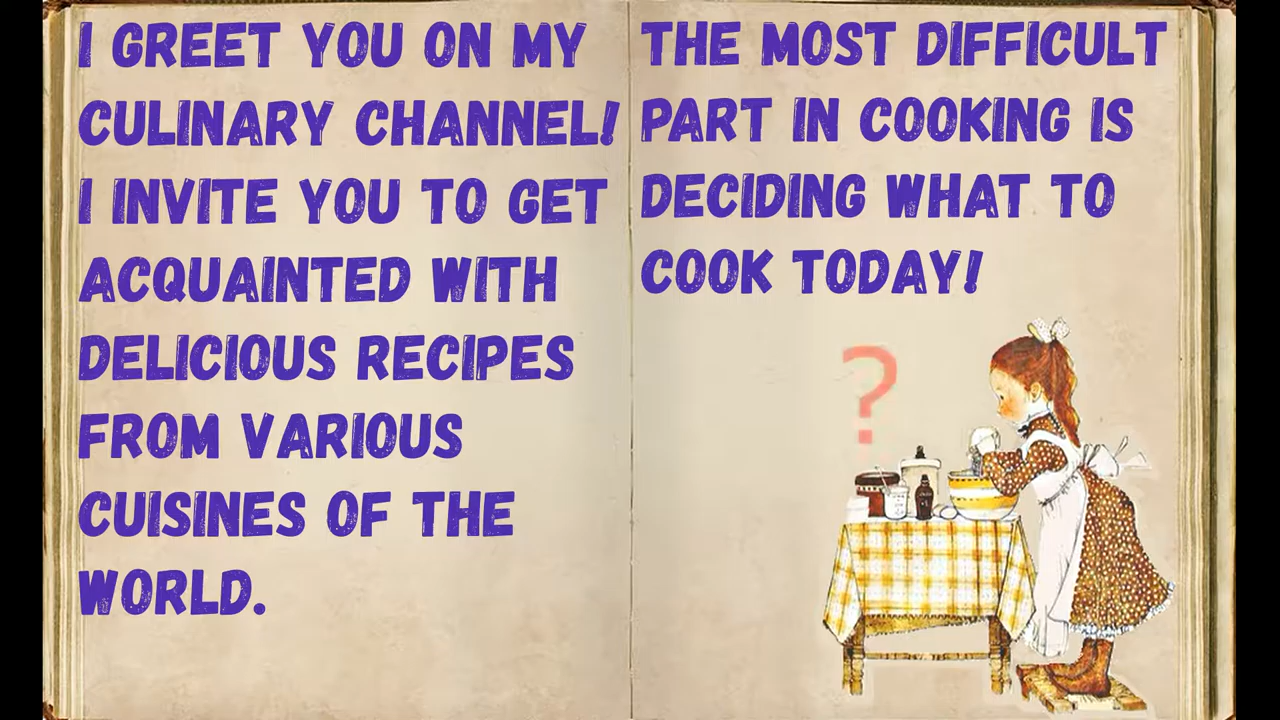 I GREET YOU ON MY
CULINARY CHANNEL!
I INVITE YOU TO GET
ACQUAINTED WITH
DELICIOUS RECIPES
FROM VARIOUS
CUISINES OF THE
WORLD.
THE MOST DIFFICULT
PART IN COOKING IS
DECIDING WHAT TO
COOK TODAY!
?